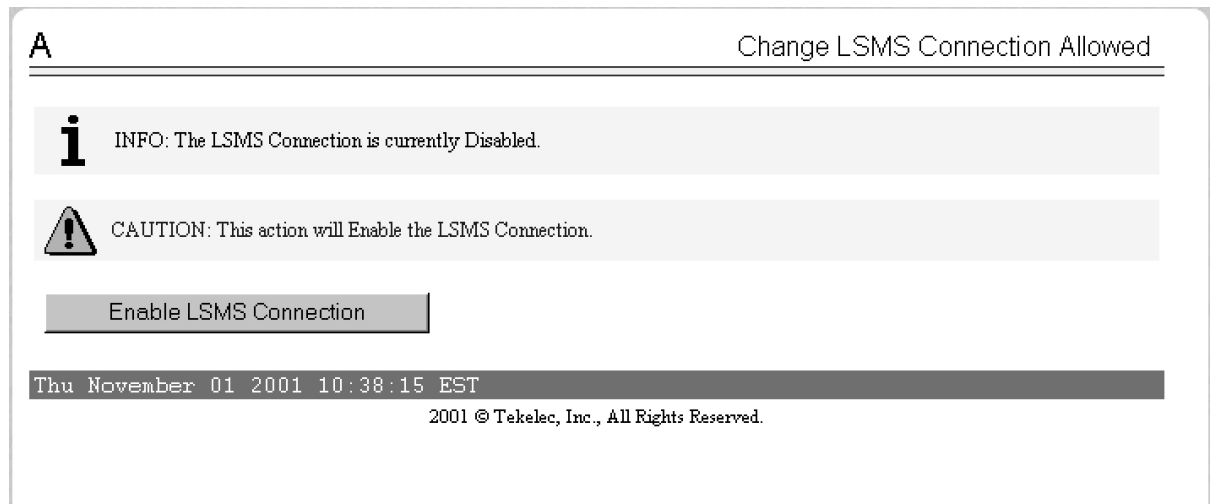 A
Change LSMS Connection Allowed
i
INFO: The LSMS Connection is currently Disabled.
!
CAUTION: This action will Enable the LSMS Connection.
Enable LSMS Connection
Thu November 01 2001 10:38:15 EST
2001 © Tekelec, Inc., All Rights Reserved.